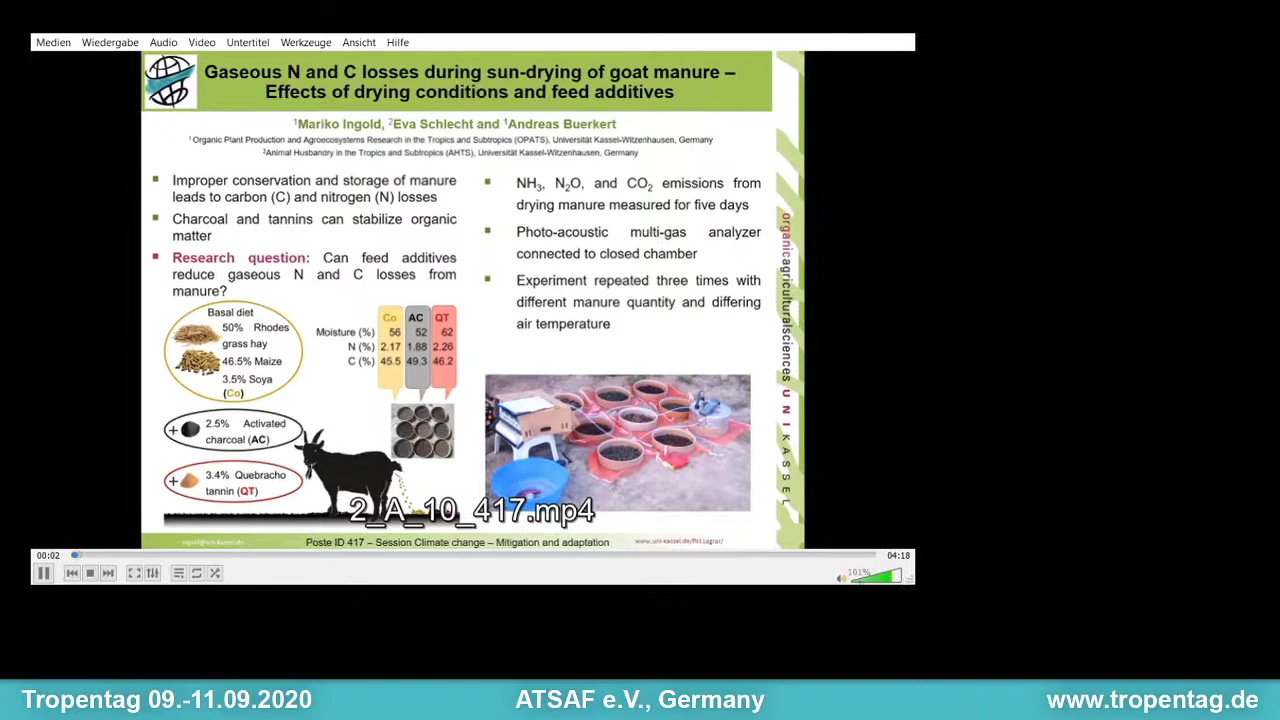 Medien Wiedergabe Audio Video Untertitel Werkzeuge Ansicht Hilfe
Gaseous N and C losses during sun-drying of goat manure –
Effects of drying conditions and feed additives
¹Mariko Ingold, ²Eva Schlecht and ¹Andreas Buerkert
¹Organic Plant Production and Agroecosystems Research in the Tropics and Subtropics (OPATS), Universität Kassel-Witzenhausen, Germany
²Animal Husbandry in the Tropics and Subtropics (AHTS), Universität Kassel-Witzenhausen, Germany
Improper conservation and storage of manure
leads to carbon (C) and nitrogen (N) losses
Charcoal and tannins can stabilize organic
matter
Research question: Can feed additives
reduce gaseous N and C losses from
manure?
Basal diet
50% Rhodes
grass hay
46.5% Maize
3.5% Soya
(Co)
+ 2.5% Activated
charcoal (AC)
+ 3.4% Quebracho
tannin (QT)
Co AC QT
Moisture (%) 56 52 62
N (%) 2.17 1.88 2.26
C (%) 45.5 49.3 46.2
NH₃, N₂O, and CO₂ emissions from
drying manure measured for five days
Photo-acoustic multi-gas analyzer
connected to closed chamber
Experiment repeated three times with
different manure quantity and differing
air temperature
organicagriculturalsciences UNIKASSEL
2_A_10_417.mp4
Poste ID 417 – Session Climate change – Mitigation and adaptation
www.uni-kassel.de/fb11agrar/
00:02
04:18
101%
Tropentag 09.-11.09.2020
ATSAF e.V., Germany
www.tropentag.de